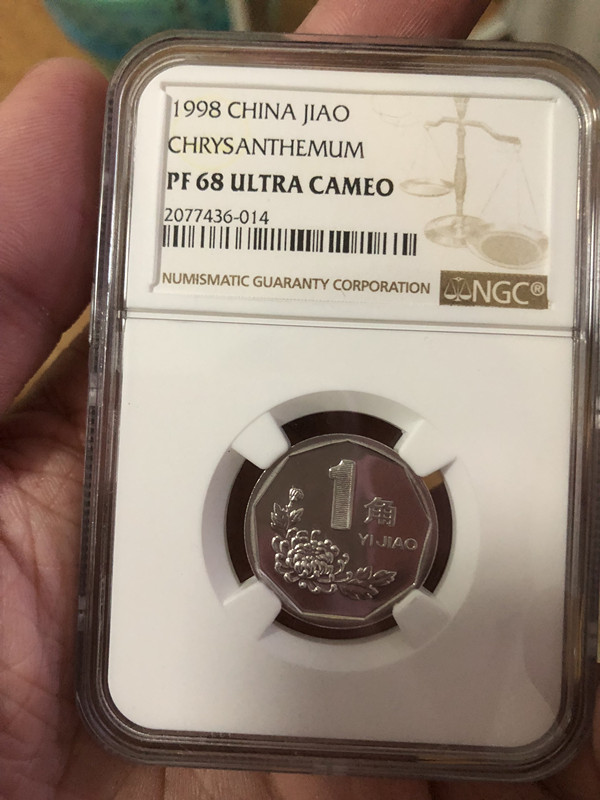 1998 CHINA JIAO
CHRYSANTHEMUM
PF 68 ULTRA CAMEO
2077436-014
NUMISMATIC GUARANTY CORPORATION NGC®
1 角
YI JIAO